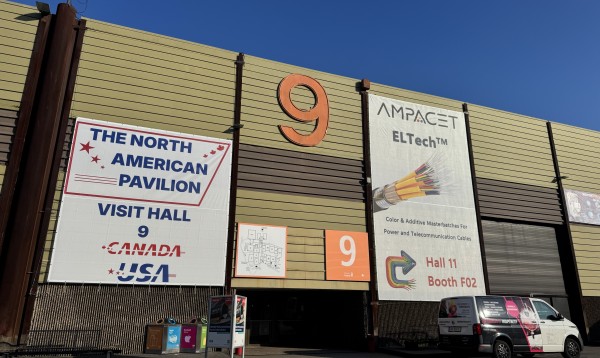 9
THE NORTH
AMERICAN
PAVILION
VISIT HALL
9
CANADA
USA
9
AMPACET
ELTech™
Color & Additive Masterbatches For
Power and Telecommunication Cables
Hall 11
Booth F02